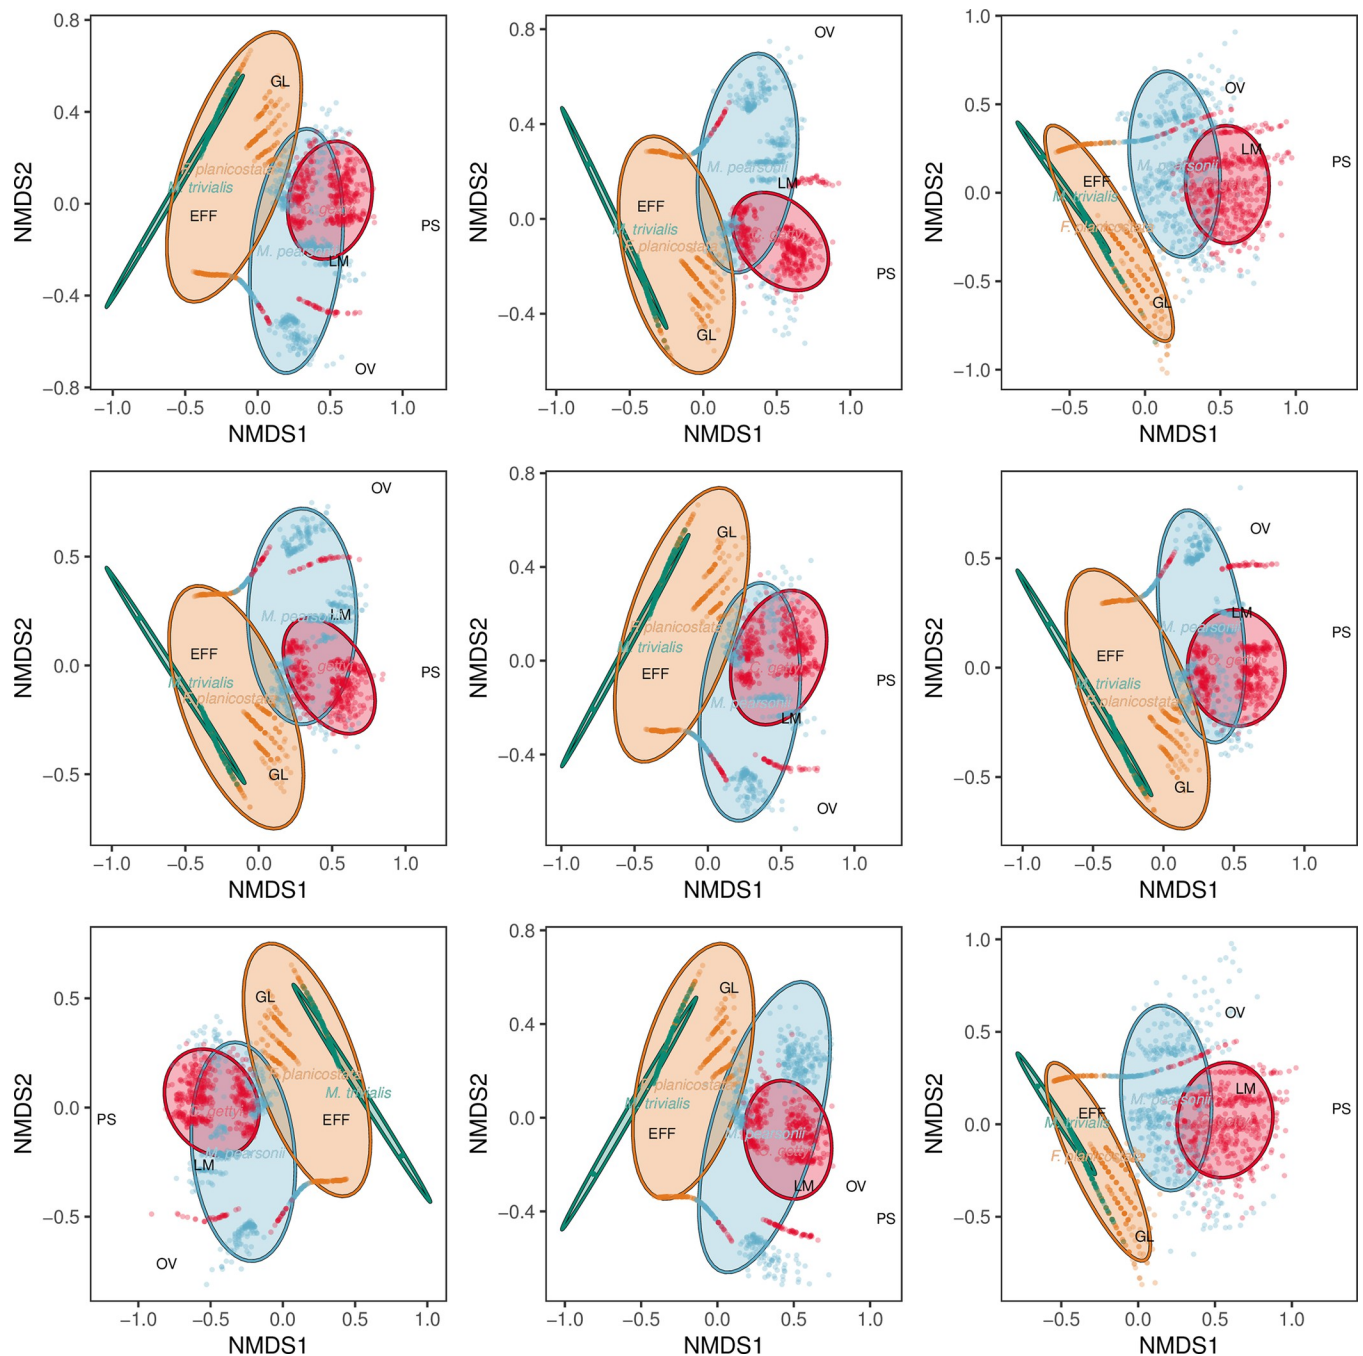 0.8
0.4
0.0
−0.4
−0.8
NMDS2
GL
F. planicostata
M. trivialis
EFF
C. gettyi
M. pearsonii
LM
PS
OV
−1.0 −0.5 0.0 0.5 1.0
NMDS1
0.8
0.4
0.0
−0.4
NMDS2
OV
M. pearsonii
LM
EFF
M. trivialis
C. gettyi
F. planicostata
PS
GL
−1.0 −0.5 0.0 0.5 1.0
NMDS1
1.0
0.5
0.0
−0.5
−1.0
NMDS2
OV
LM
PS
M. pearsonii
EFF
M. trivialis
F. planicostata
GL
−0.5 0.0 0.5 1.0
NMDS1
0.5
0.0
−0.5
NMDS2
OV
M. pearsonii
LM
EFF
C. gettyi
PS
M. trivialis
F. planicostata
GL
−1.0 −0.5 0.0 0.5 1.0
NMDS1
0.8
0.4
0.0
−0.4
NMDS2
GL
F. planicostata
M. trivialis
EFF
C. gettyi
PS
M. pearsonii
LM
OV
−1.0 −0.5 0.0 0.5 1.0
NMDS1
0.5
0.0
−0.5
NMDS2
OV
LM
M. pearsonii
PS
EFF
C. gettyi
M. trivialis
F. planicostata
GL
−1.0 −0.5 0.0 0.5 1.0
NMDS1
0.5
0.0
−0.5
NMDS2
GL
F. planicostata
M. trivialis
C. gettyi
PS
EFF
M. pearsonii
LM
OV
−1.0 −0.5 0.0 0.5 1.0
NMDS1
0.8
0.4
0.0
−0.4
NMDS2
GL
F. planicostata
M. trivialis
EFF
M. pearsonii
C. gettyi
LM
OV
PS
−1.0 −0.5 0.0 0.5 1.0
NMDS1
1.0
0.5
0.0
−0.5
NMDS2
OV
LM
M. pearsonii
EFF
PS
M. trivialis
F. planicostata
GL
−0.5 0.0 0.5 1.0
NMDS1